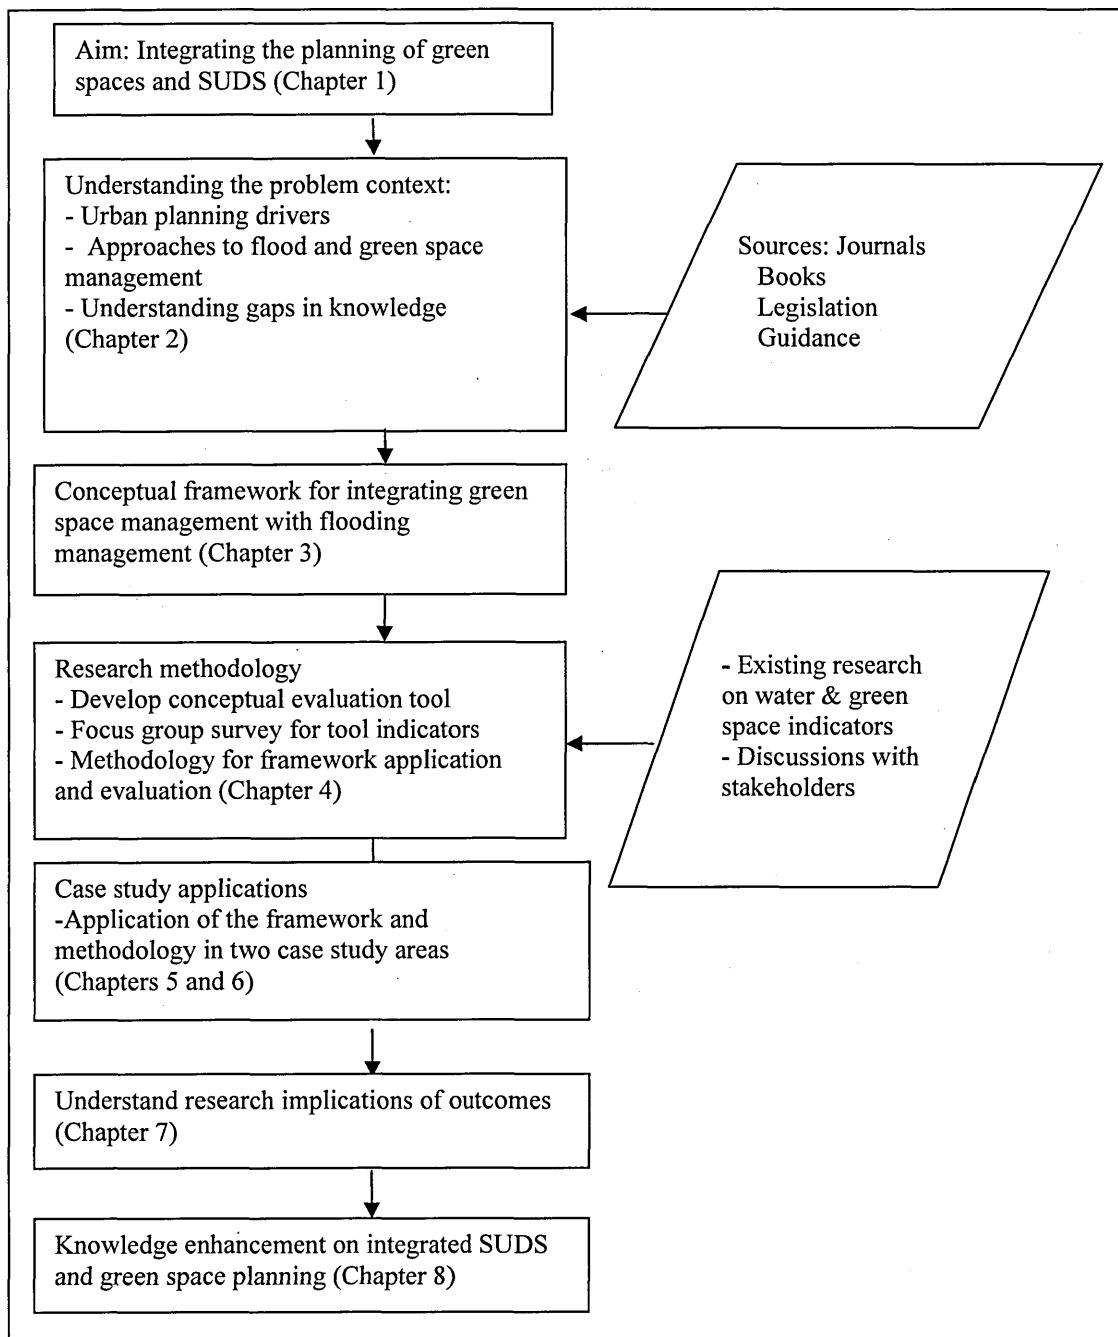 Aim: Integrating the planning of green
spaces and SUDS (Chapter 1)
Understanding the problem context:
- Urban planning drivers
- Approaches to flood and green space
management
- Understanding gaps in knowledge
(Chapter 2)
Sources: Journals
Books
Legislation
Guidance
Conceptual framework for integrating green
space management with flooding
management (Chapter 3)
Research methodology
- Develop conceptual evaluation tool
- Focus group survey for tool indicators
- Methodology for framework application
and evaluation (Chapter 4)
- Existing research
on water & green
space indicators
- Discussions with
stakeholders
Case study applications
-Application of the framework and
methodology in two case study areas
(Chapters 5 and 6)
Understand research implications of outcomes
(Chapter 7)
Knowledge enhancement on integrated SUDS
and green space planning (Chapter 8)